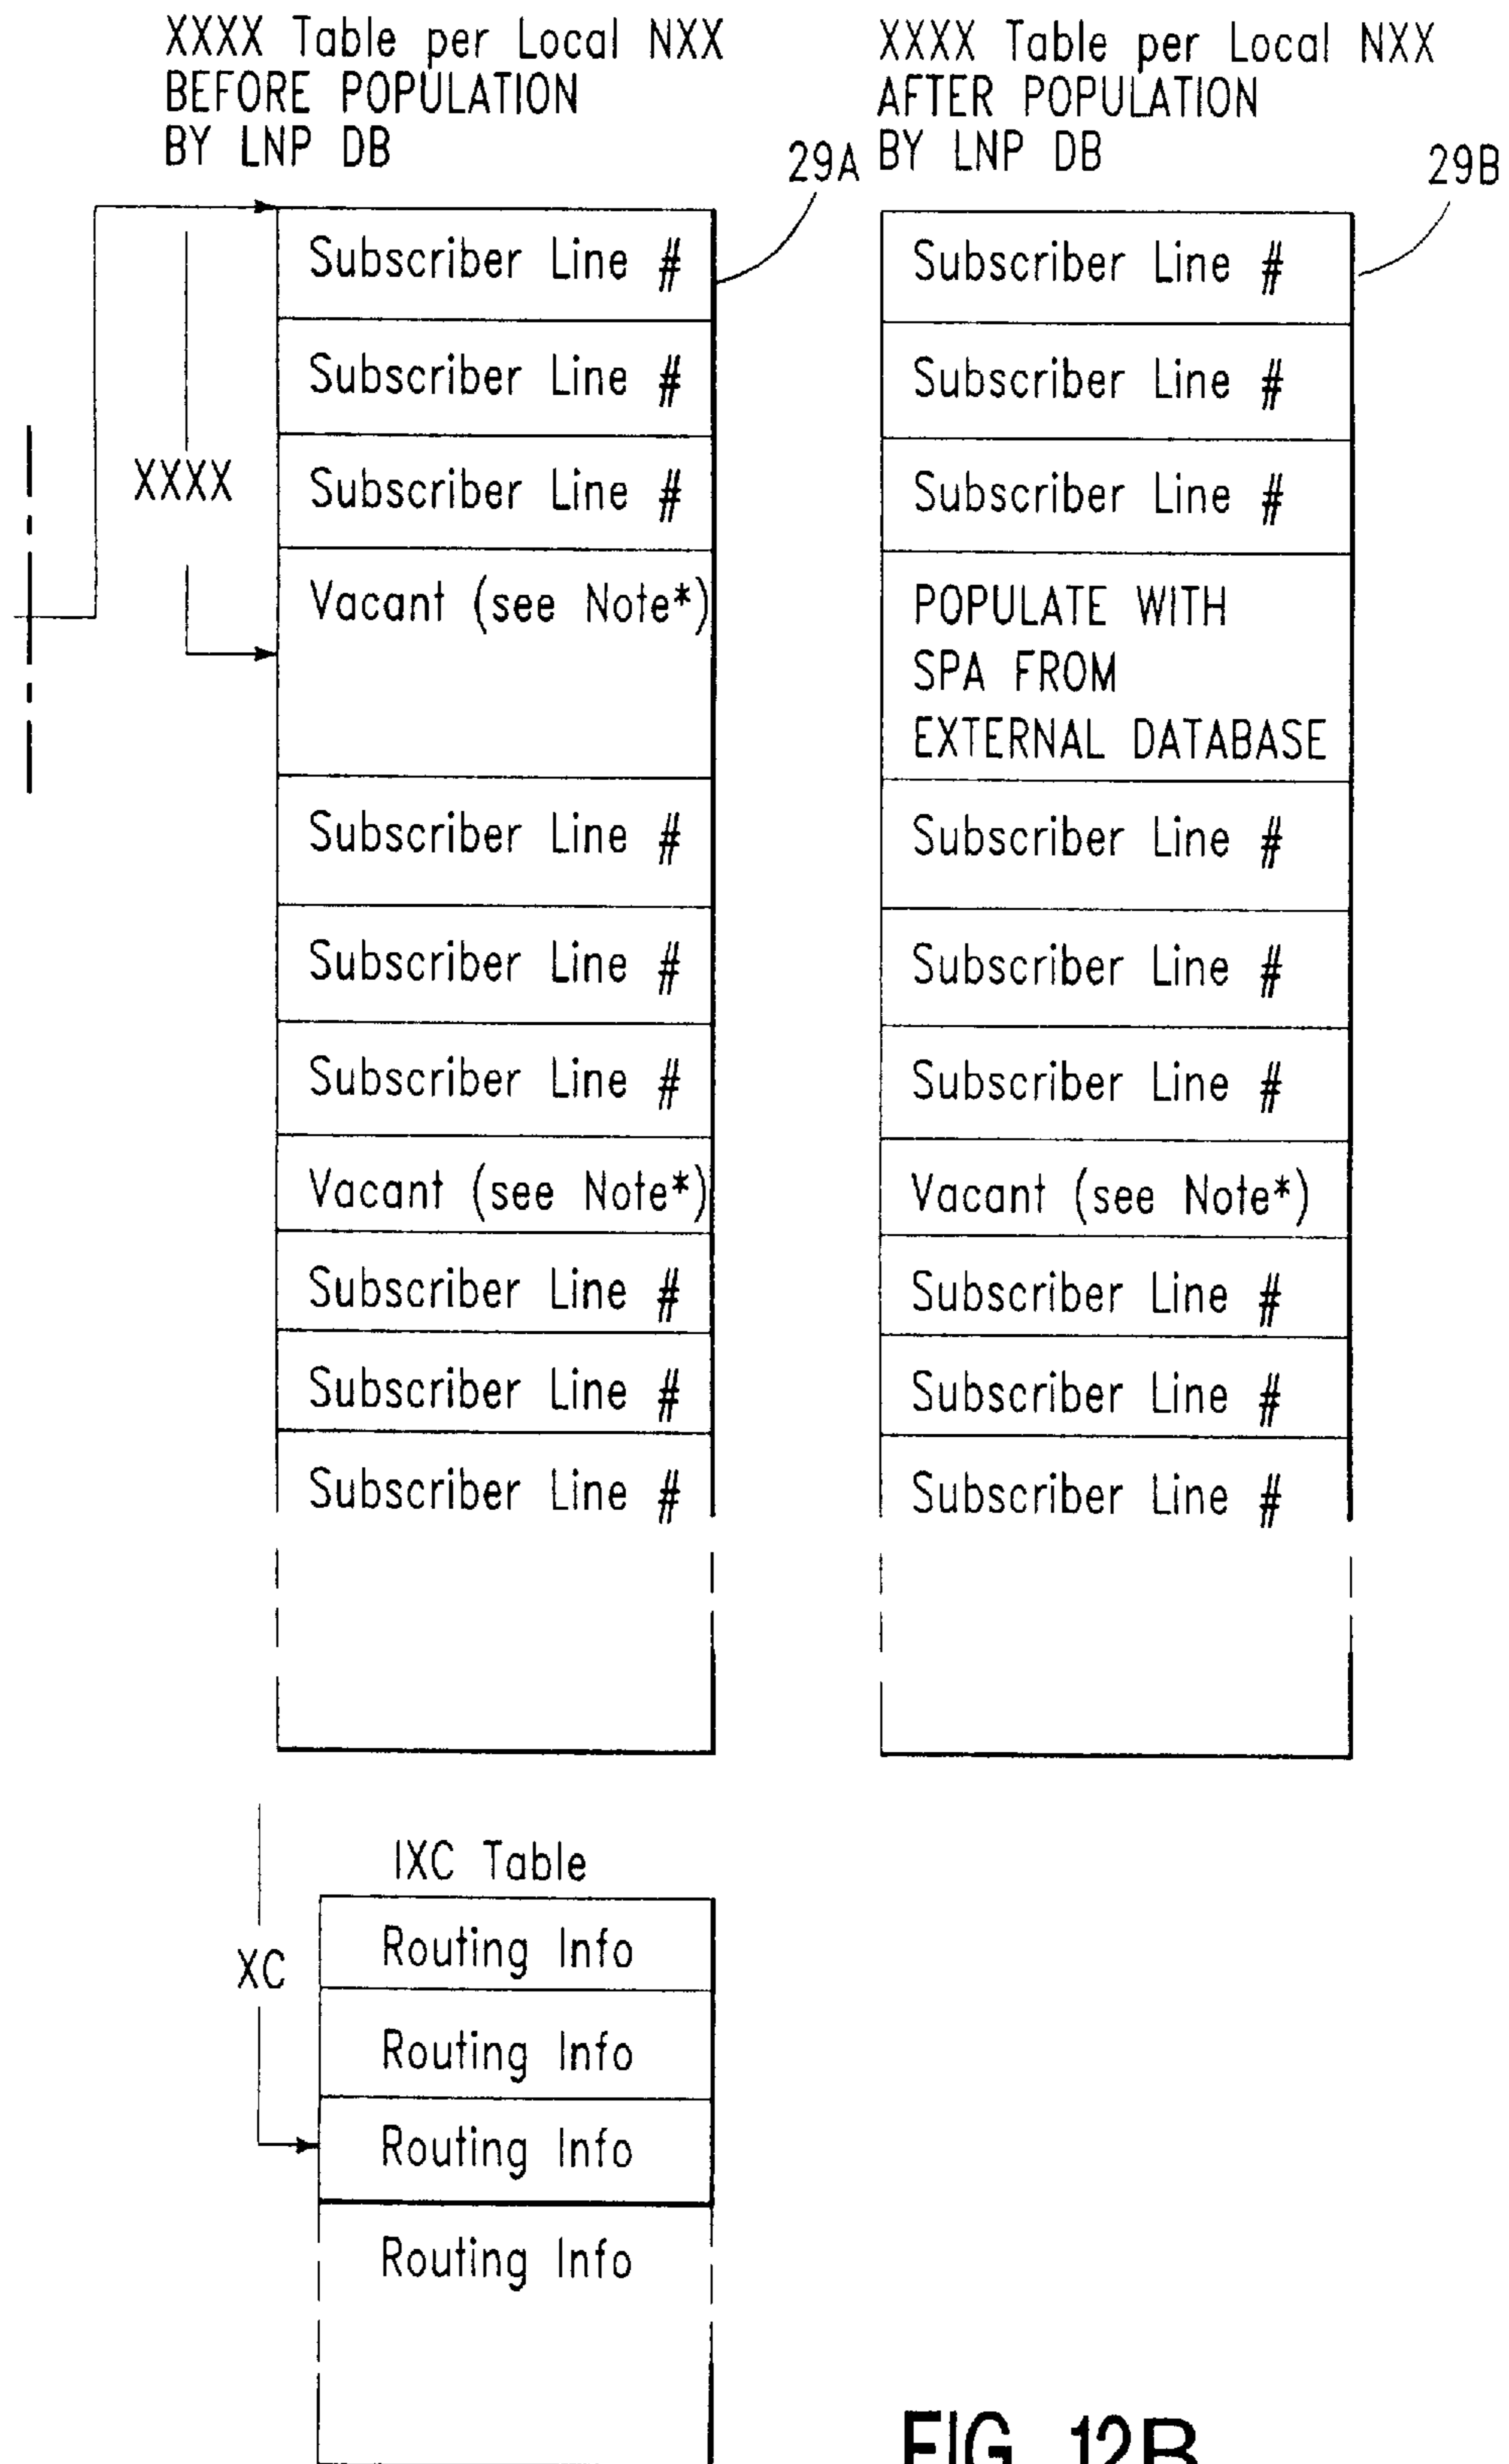 XXXX Table per Local NXX
BEFORE POPULATION
BY LNP DB
29A
XXXX
Subscriber Line #
Subscriber Line #
Subscriber Line #
Vacant (see Note*)
Subscriber Line #
Subscriber Line #
Subscriber Line #
Vacant (see Note*)
Subscriber Line #
Subscriber Line #
Subscriber Line #
XXXX Table per Local NXX
AFTER POPULATION
BY LNP DB
29B
Subscriber Line #
Subscriber Line #
Subscriber Line #
POPULATE WITH
SPA FROM
EXTERNAL DATABASE
Subscriber Line #
Subscriber Line #
Subscriber Line #
Vacant (see Note*)
Subscriber Line #
Subscriber Line #
Subscriber Line #
IXC Table
XC
Routing Info
Routing Info
Routing Info
Routing Info
FIG. 12B